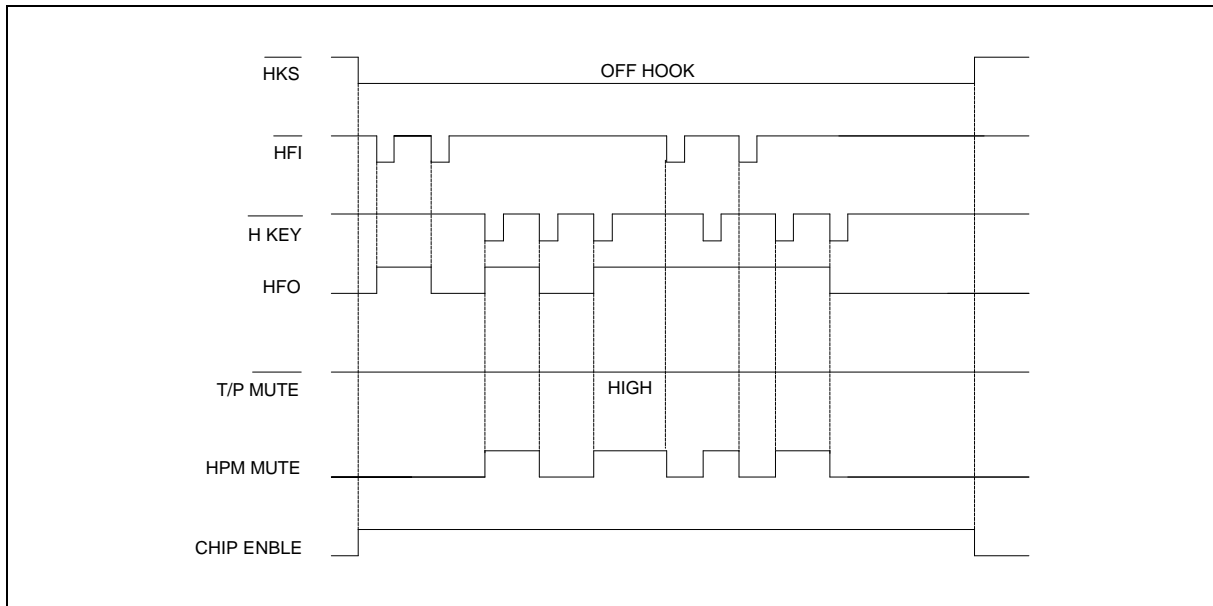 HKS
OFF HOOK
HFI
H KEY
HFO
T/P MUTE
HIGH
HPM MUTE
CHIP ENBLE